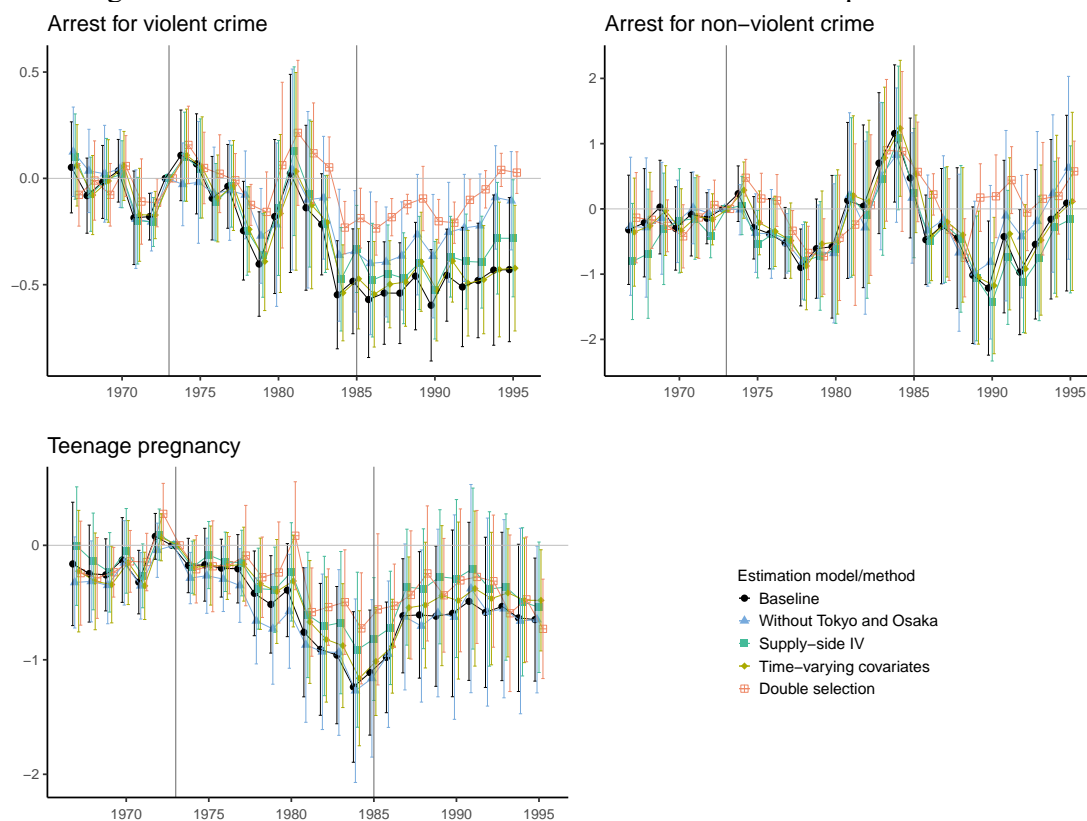 Arrest for violent crime
0.5
0.0
−0.5
1970 1975 1980 1985 1990 1995
Arrest for non−violent crime
2
1
0
−1
−2
1970 1975 1980 1985 1990 1995
Teenage pregnancy
0
−1
−2
1970 1975 1980 1985 1990 1995
Estimation model/method
Baseline
Without Tokyo and Osaka
Supply−side IV
Time−varying covariates
Double selection